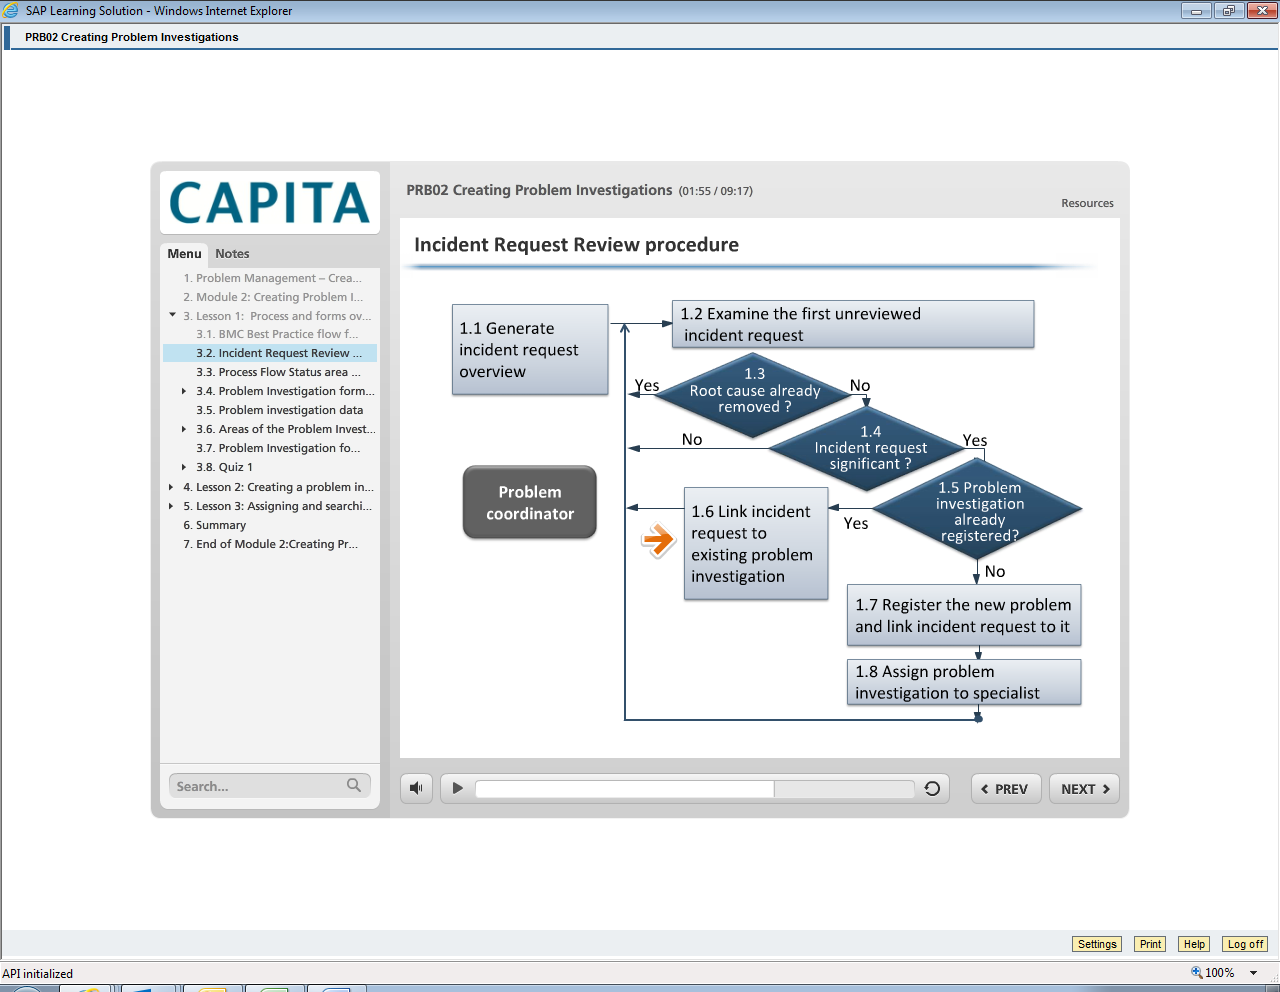 SAP Learning Solution - Windows Internet Explorer
PRB02 Creating Problem Investigations
CAPITA
PRB02 Creating Problem Investigations (01:55 / 09:17)
Resources
Menu
Notes
1. Problem Management – Crea...
2. Module 2: Creating Problem I...
3. Lesson 1: Process and forms ov...
3.1. BMC Best Practice flow f...
3.2. Incident Request Review ...
3.3. Process Flow Status area ...
3.4. Problem Investigation form...
3.5. Problem investigation data
3.6. Areas of the Problem Invest...
3.7. Problem Investigation fo...
3.8. Quiz 1
4. Lesson 2: Creating a problem in...
5. Lesson 3: Assigning and searchi...
6. Summary
7. End of Module 2:Creating Pr...
Search...
Incident Request Review procedure
1.1 Generate
incident request
overview
1.2 Examine the first unreviewed
incident request
1.3
Root cause already
removed ?
Yes
No
1.4
Incident request
significant ?
No
Yes
1.5 Problem
investigation
already
registered?
Yes
No
Problem
coordinator
1.6 Link incident
request to
existing problem
investigation
1.7 Register the new problem
and link incident request to it
1.8 Assign problem
investigation to specialist
PREV
NEXT
Settings
Print
Help
Log off
API initialized
100%